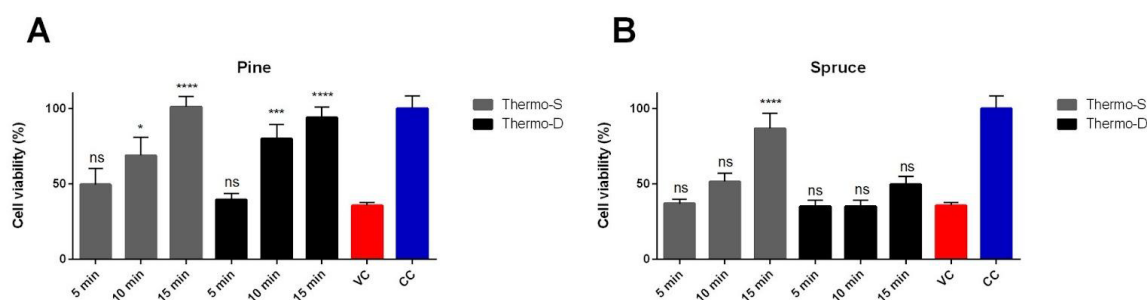 A
Pine
Cell viability (%)
100
50
0
ns
*
****
ns
***
****
5 min
10 min
15 min
5 min
10 min
15 min
VC
CC
Thermo-S
Thermo-D
B
Spruce
Cell viability (%)
100
50
0
ns
ns
****
ns
ns
ns
5 min
10 min
15 min
5 min
10 min
15 min
VC
CC
Thermo-S
Thermo-D